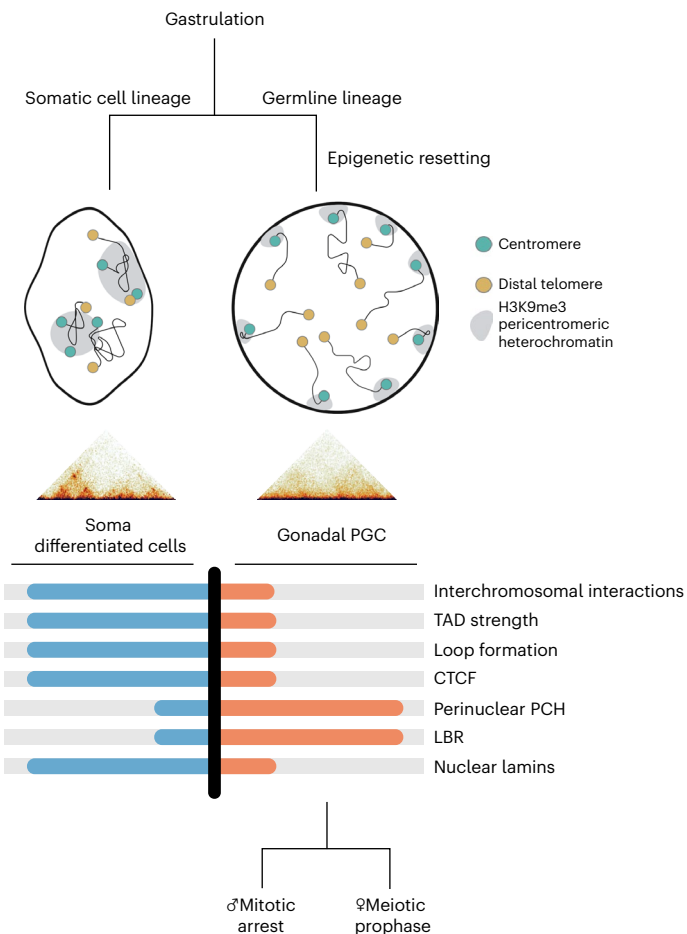 Gastrulation
Somatic cell lineage
Germline lineage
Epigenetic resetting
Centromere
Distal telomere
H3K9me3
pericentromeric
heterochromatin
Soma
differentiated cells
Gonadal PGC
Interchromosomal interactions
TAD strength
Loop formation
CTCF
Perinuclear PCH
LBR
Nuclear lamins
♂Mitotic
arrest
♀Meiotic
prophase